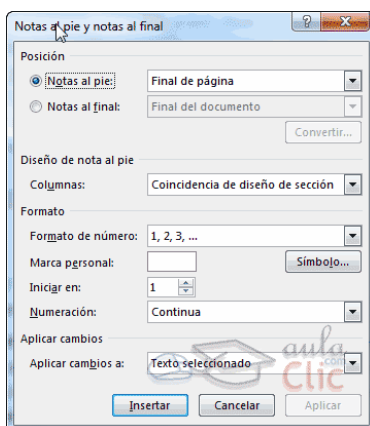 Notas al pie y notas al final
Posición
Notas al pie: Final de página
Notas al final: Final del documento
Convertir...
Diseño de nota al pie
Columnas: Coincidencia de diseño de sección
Formato
Formato de número: 1, 2, 3, ...
Marca personal: Símbolo...
Iniciar en: 1
Numeración: Continua
Aplicar cambios
Aplicar cambios a: Texto seleccionado
aula
.com
Clic
Insertar Cancelar Aplicar